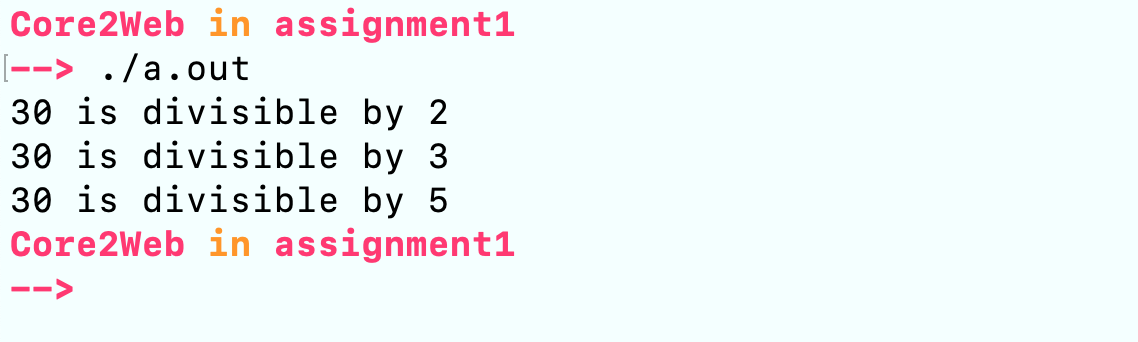 Core2Web in assignment1
[--> ./a.out
30 is divisible by 2
30 is divisible by 3
30 is divisible by 5
Core2Web in assignment1
-->